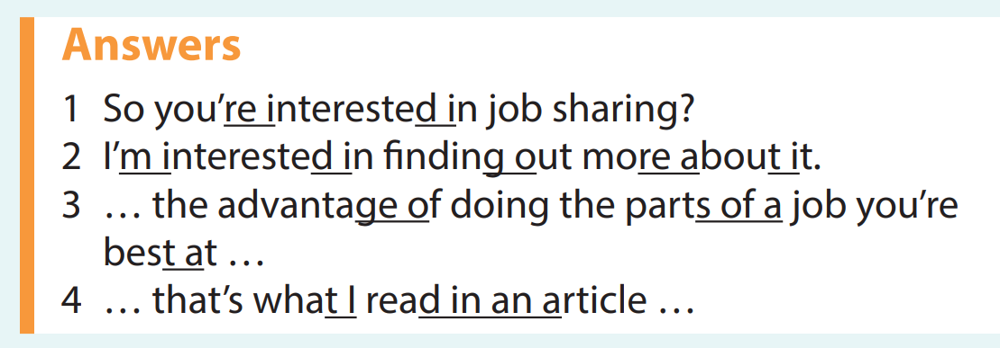 Answers
1 So you're interested in job sharing?
2 I'm interested in finding out more about it.
3 … the advantage of doing the parts of a job you're
best at …
4 … that's what I read in an article …